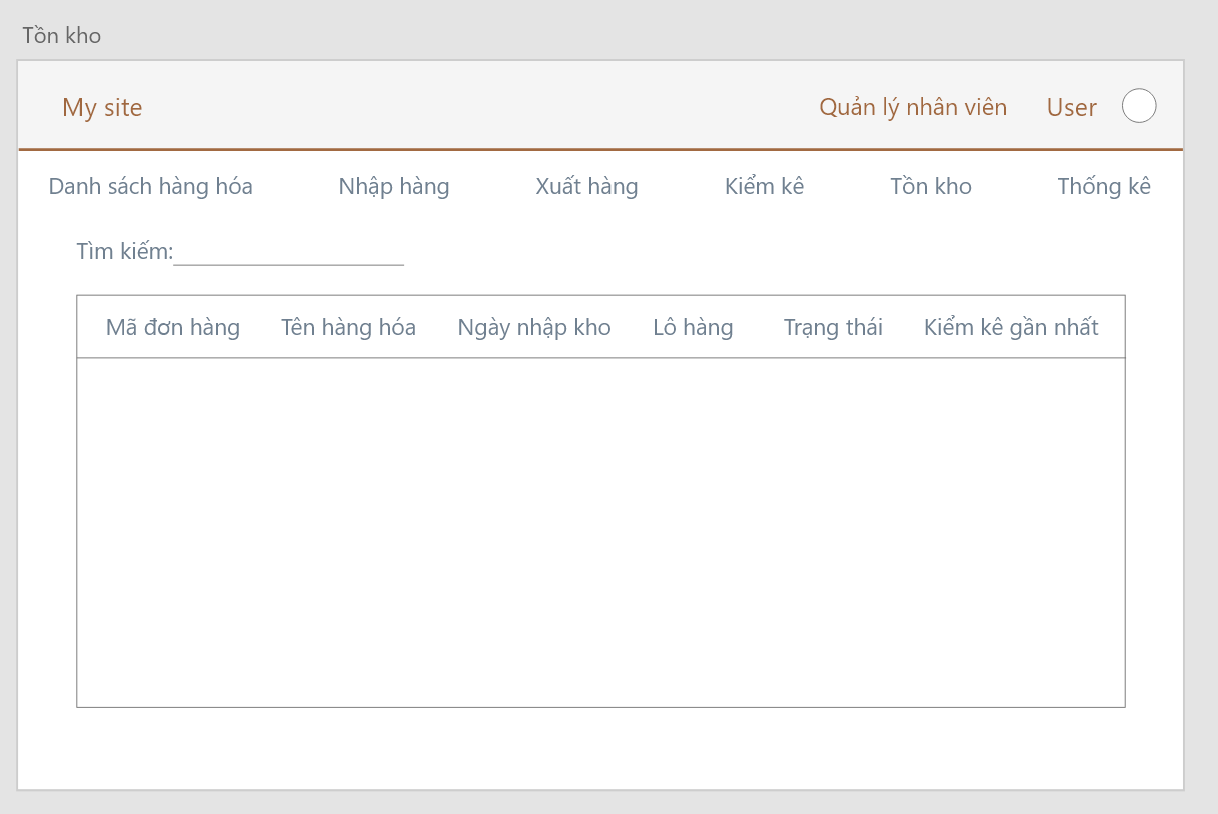 Tồn kho
My site Quản lý nhân viên User
Danh sách hàng hóa Nhập hàng Xuất hàng Kiểm kê Tồn kho Thống kê
Tìm kiếm:
Mã đơn hàng Tên hàng hóa Ngày nhập kho Lô hàng Trạng thái Kiểm kê gần nhất